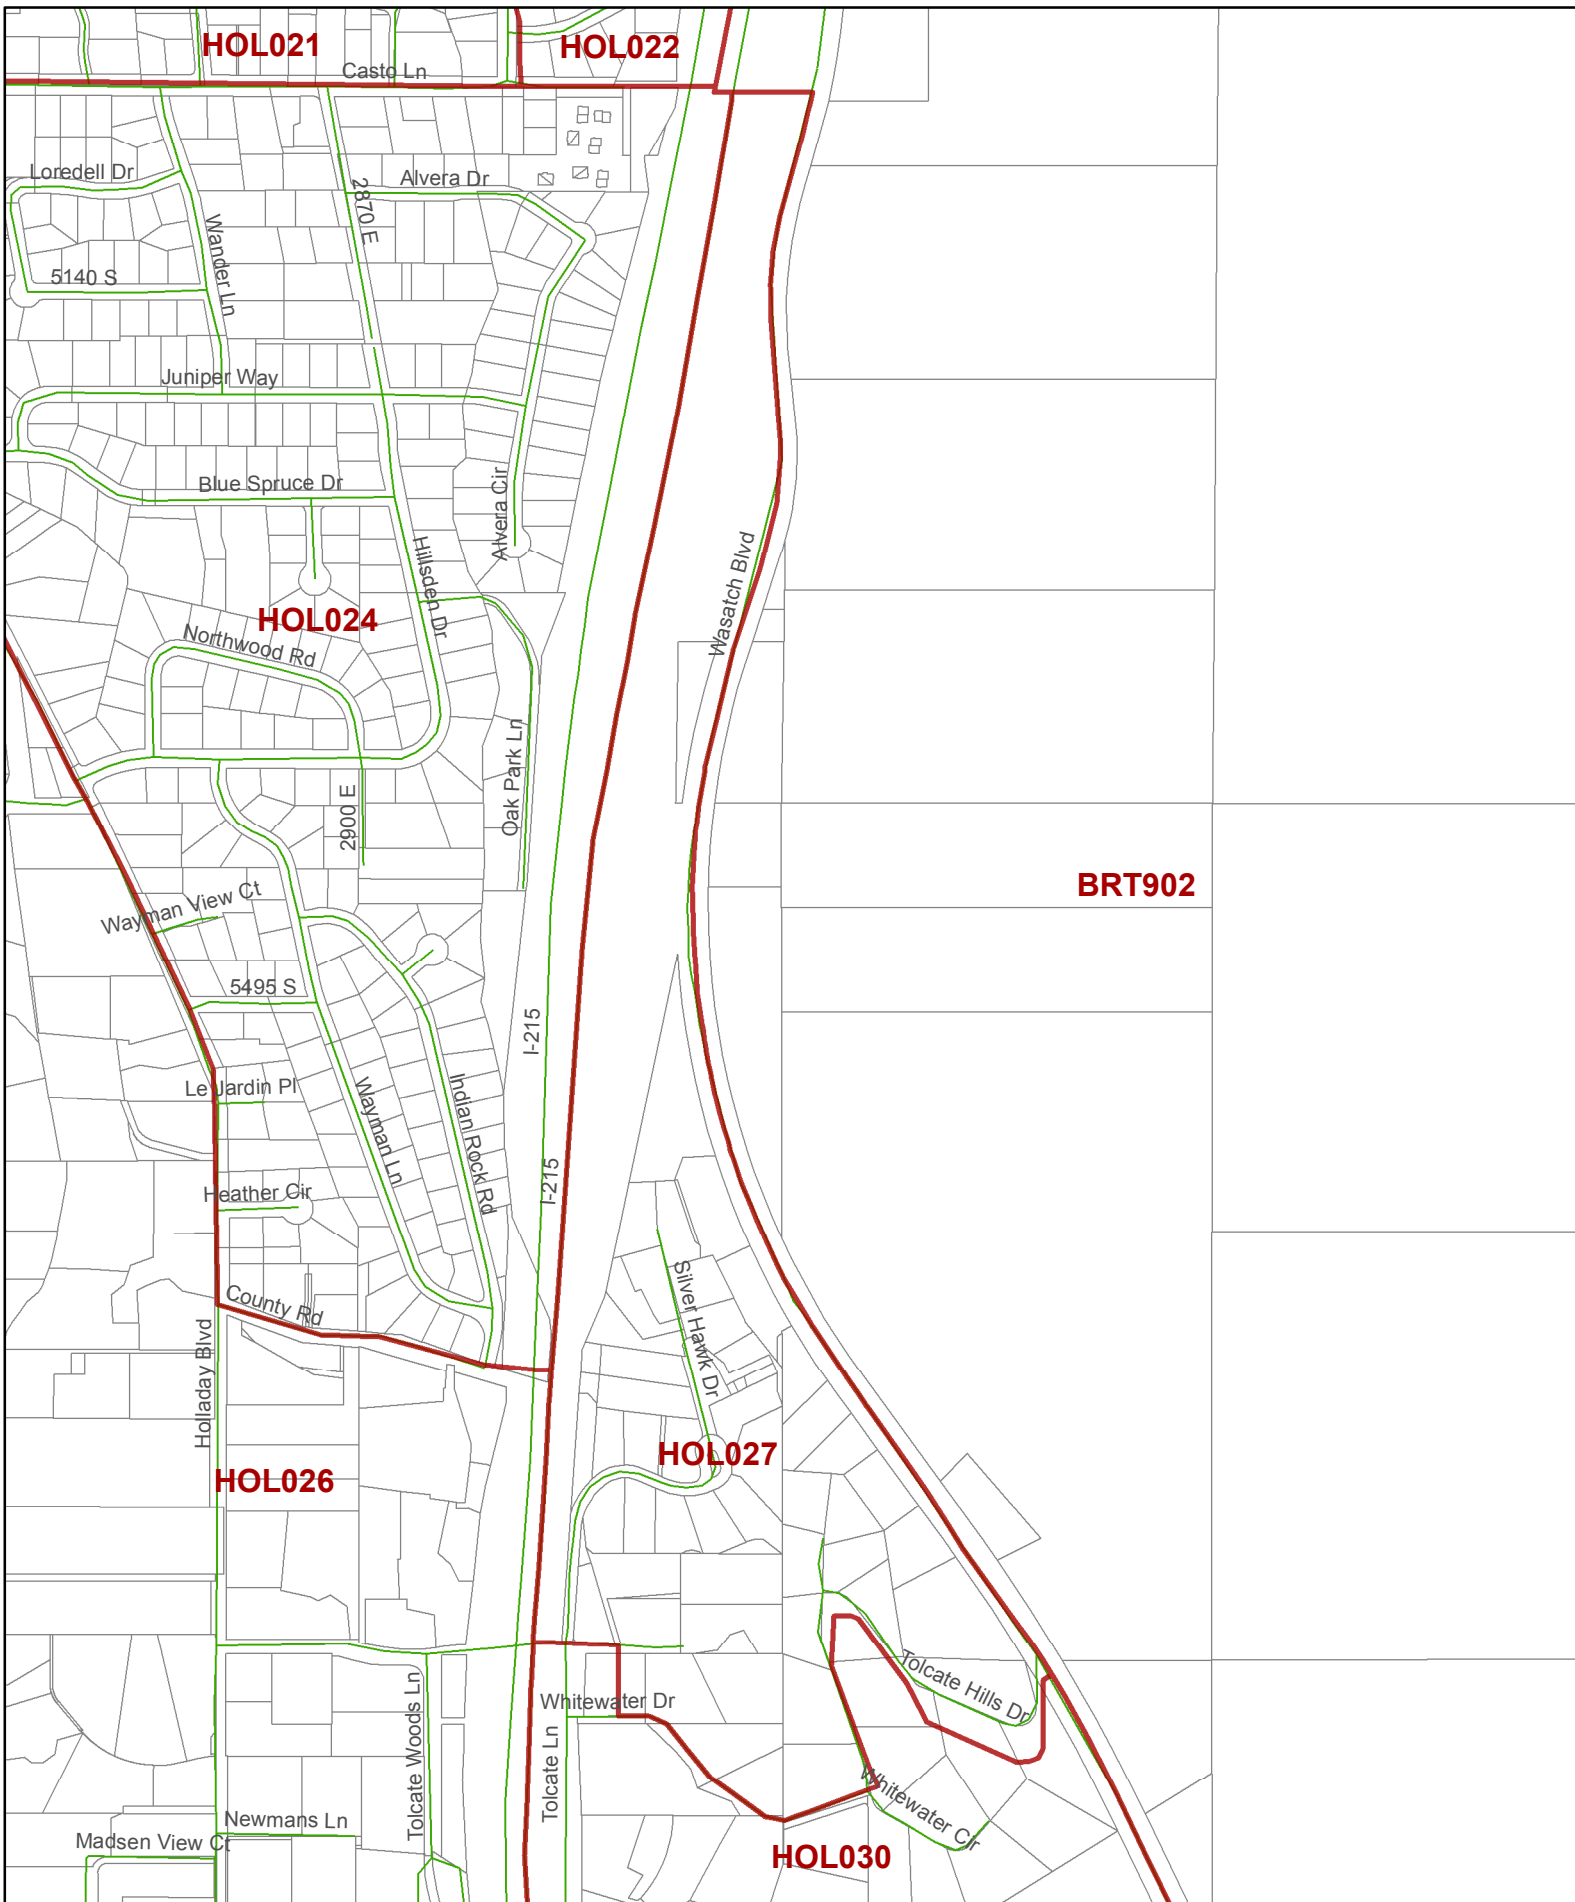 HOL021
HOL022
Casto Ln
Loredell Dr
Alvera Dr
2870 E
Wander Ln
5140 S
Juniper Way
Blue Spruce Dr
Alvera Cir
Hillsden Dr
Wasatch Blvd
HOL024
Northwood Rd
Oak Park Ln
2900 E
BRT902
Wayman View Ct
5495 S
I-215
Le Jardin Pl
Wayman Ln
Indian Rock Rd
I-215
Heather Cir
County Rd
Silver Hawk Dr
Holladay Blvd
HOL027
HOL026
Tolcate Hills Dr
Whitewater Dr
Tolcate Woods Ln
Tolcate Ln
Whitewater Cir
Newmans Ln
Madsen View Ct
HOL030